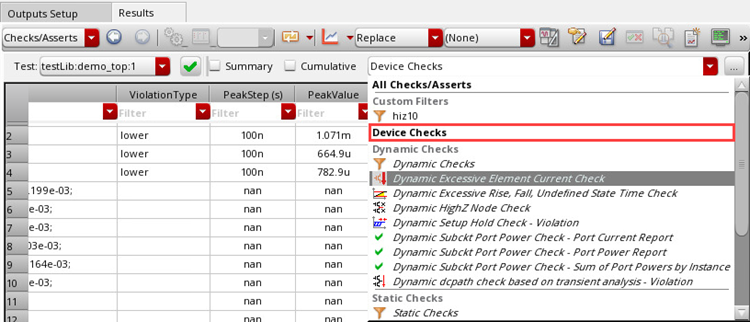 Outputs Setup Results
Checks/Asserts Replace (None) »
Test: testLib:demo_top:1 Summary Cumulative Device Checks ...
ViolationType PeakStep (s) PeakValue
Filter Filter Filter
2 lower 100n 1.071m
3 lower 100n 664.9u
4 lower 100n 782.9u
5 .199e-03; nan nan
6 e-03; nan nan
7 e-03; nan nan
8 03e-03; nan nan
9 164e-03; nan nan
10 e-03; nan nan
11 nan nan
12 nan nan
All Checks/Asserts
Custom Filters
hiz10
Device Checks
Dynamic Checks
Dynamic Checks
Dynamic Excessive Element Current Check
Dynamic Excessive Rise, Fall, Undefined State Time Check
Dynamic HighZ Node Check
Dynamic Setup Hold Check - Violation
Dynamic Subckt Port Power Check - Port Current Report
Dynamic Subckt Port Power Check - Port Power Report
Dynamic Subckt Port Power Check - Sum of Port Powers by Instance
Dynamic dcpath check based on transient analysis - Violation
Static Checks
Static Checks